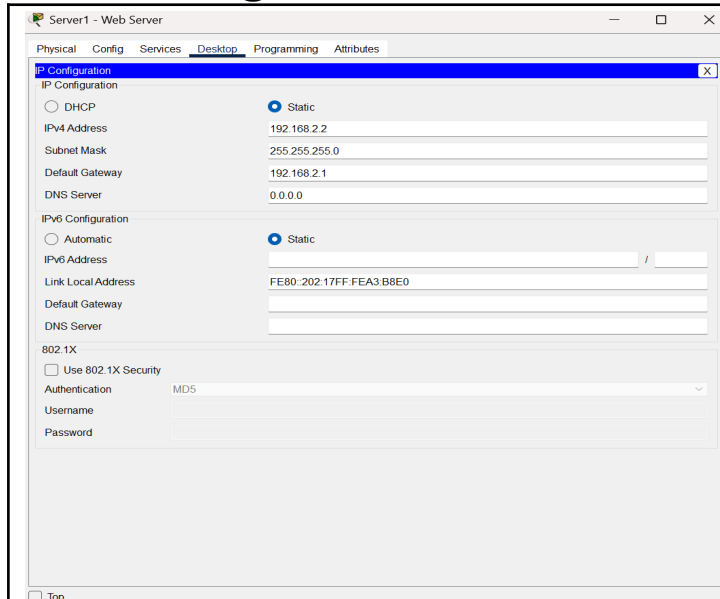 Server1 - Web Server
Physical Config Services Desktop Programming Attributes
IP Configuration X
IP Configuration
DHCP Static
IPv4 Address 192.168.2.2
Subnet Mask 255.255.255.0
Default Gateway 192.168.2.1
DNS Server 0.0.0.0
IPv6 Configuration
Automatic Static
IPv6 Address /
Link Local Address FE80::202:17FF:FEA3:B8E0
Default Gateway
DNS Server
802.1X
Use 802.1X Security
Authentication MD5
Username
Password
Top